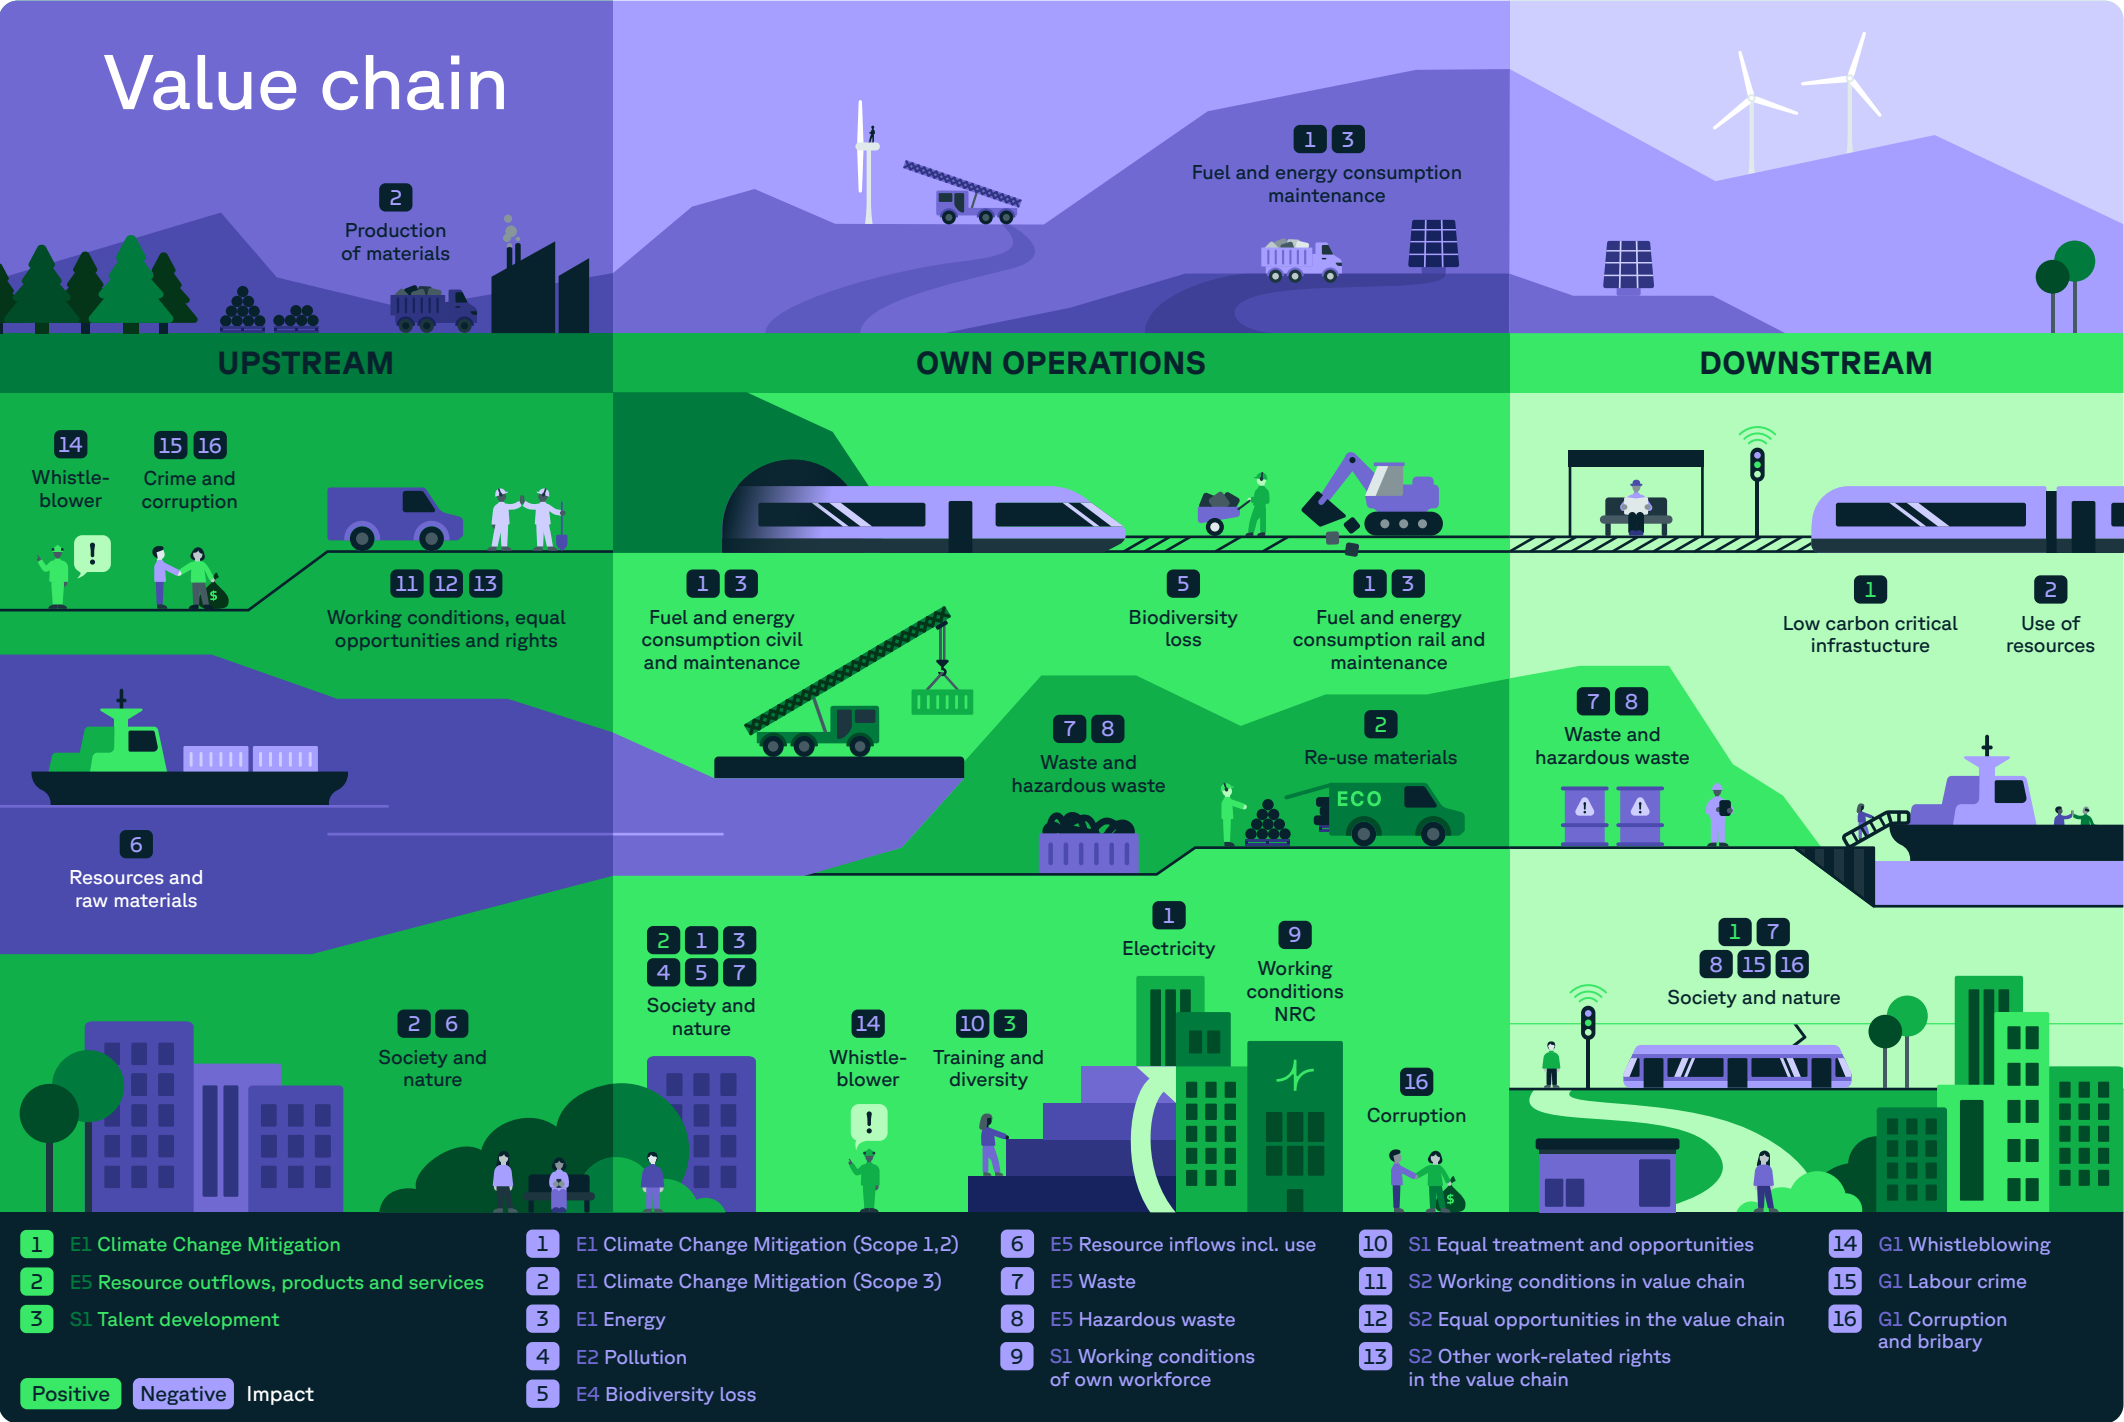 Value chain
2
Production
of materials
1 3
Fuel and energy consumption
maintenance
UPSTREAM
OWN OPERATIONS
DOWNSTREAM
14
Whistle-
blower
15 16
Crime and
corruption
!
$
11 12 13
Working conditions, equal
opportunities and rights
1 3
Fuel and energy
consumption civil
and maintenance
5
Biodiversity
loss
1 3
Fuel and energy
consumption rail and
maintenance
1
Low carbon critical
infrastucture
2
Use of
resources
6
Resources and
raw materials
7 8
Waste and
hazardous waste
2
Re-use materials
ECO
7 8
Waste and
hazardous waste
! !
2 6
Society and
nature
2 1 3
4 5 7
Society and
nature
14
Whistle-
blower
!
10 3
Training and
diversity
1
Electricity
9
Working
conditions
NRC
16
Corruption
$
1 7
8 15 16
Society and nature
1 E1 Climate Change Mitigation
2 E5 Resource outflows, products and services
3 S1 Talent development
Positive Negative Impact
1 E1 Climate Change Mitigation (Scope 1,2)
2 E1 Climate Change Mitigation (Scope 3)
3 E1 Energy
4 E2 Pollution
5 E4 Biodiversity loss
6 E5 Resource inflows incl. use
7 E5 Waste
8 E5 Hazardous waste
9 S1 Working conditions
of own workforce
10 S1 Equal treatment and opportunities
11 S2 Working conditions in value chain
12 S2 Equal opportunities in the value chain
13 S2 Other work-related rights
in the value chain
14 G1 Whistleblowing
15 G1 Labour crime
16 G1 Corruption
and bribary